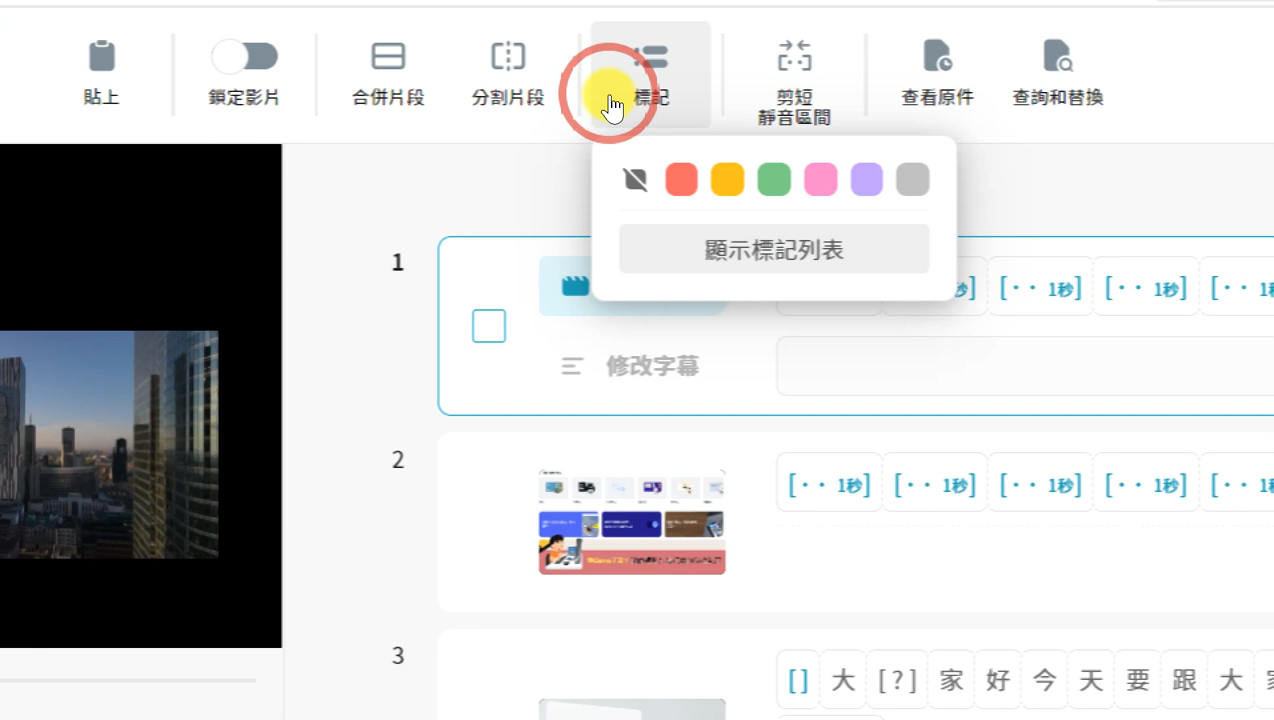 貼上
鎖定影片
合併片段
分割片段
標記
剪短
靜音區間
查看原件
查詢和替換
顯示標記列表
1
秒] [·· 1秒] [·· 1秒] [·· 1
修改字幕
2
[·· 1秒] [·· 1秒] [·· 1秒] [·· 1秒] [·· 1
3
[] 大 [?] 家 好 今 天 要 跟 大